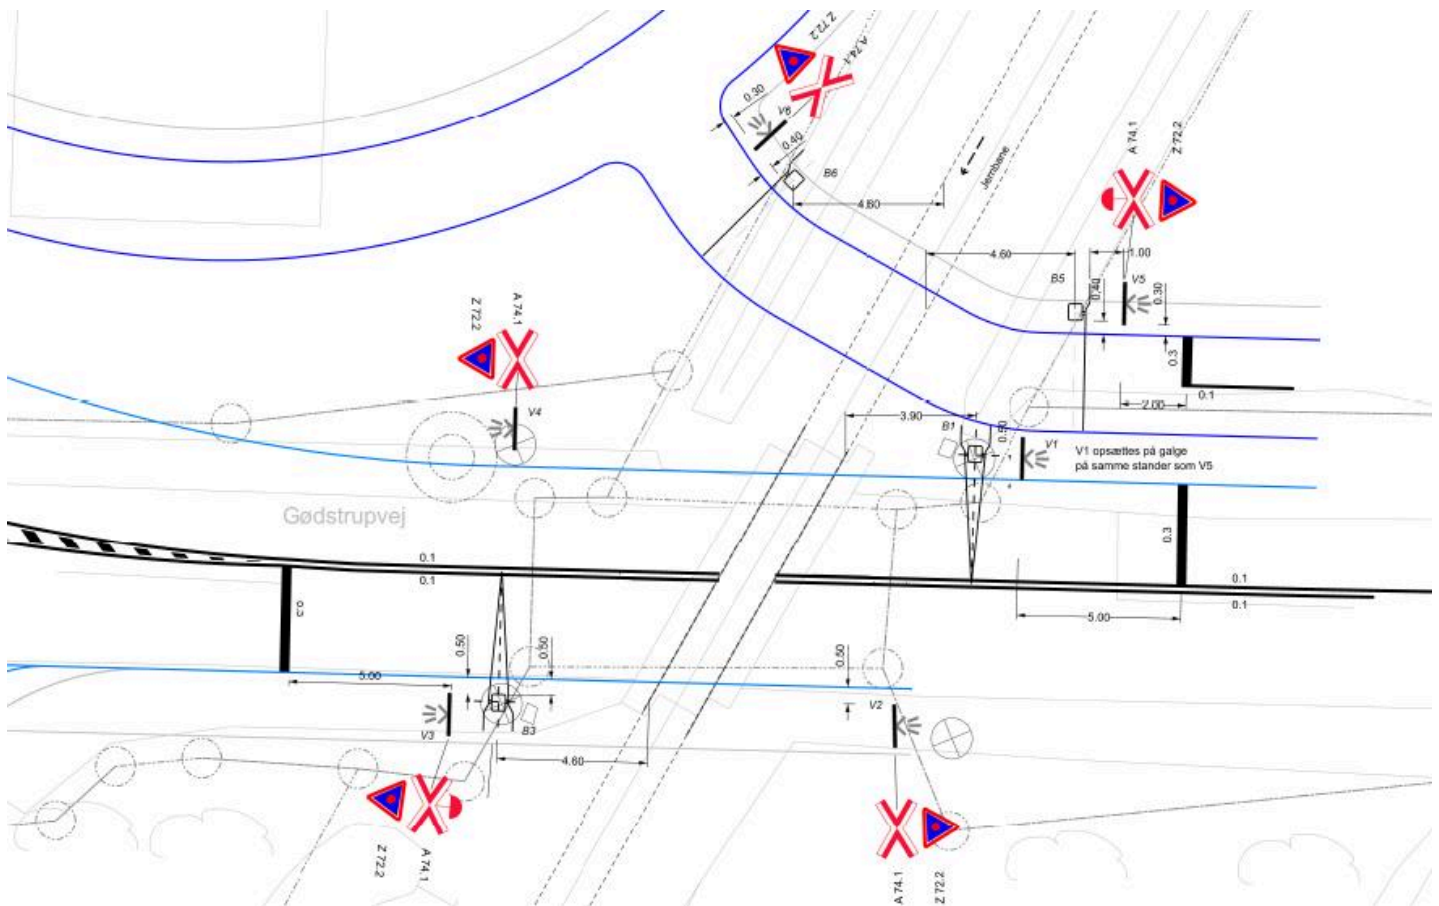 Z 72.2
A 74.1
0.30
V6
0.40
B6
4.60
Jernbane
A 74.1
Z 72.2
4.60
1.00
B5
0.40
V5
0.30
0.3
0.1
2.00
Z 72.2
A 74.1
V4
3.90
B1
0.50
V1
V1 opsættes på galge
på samme stander som V5
Gødstrupvej
0.1
0.1
0.3
0.3
0.1
0.1
5.00
0.50
0.50
0.50
5.00
V3
B3
V2
4.60
Z 72.2
A 74.1
A 74.1
Z 72.2